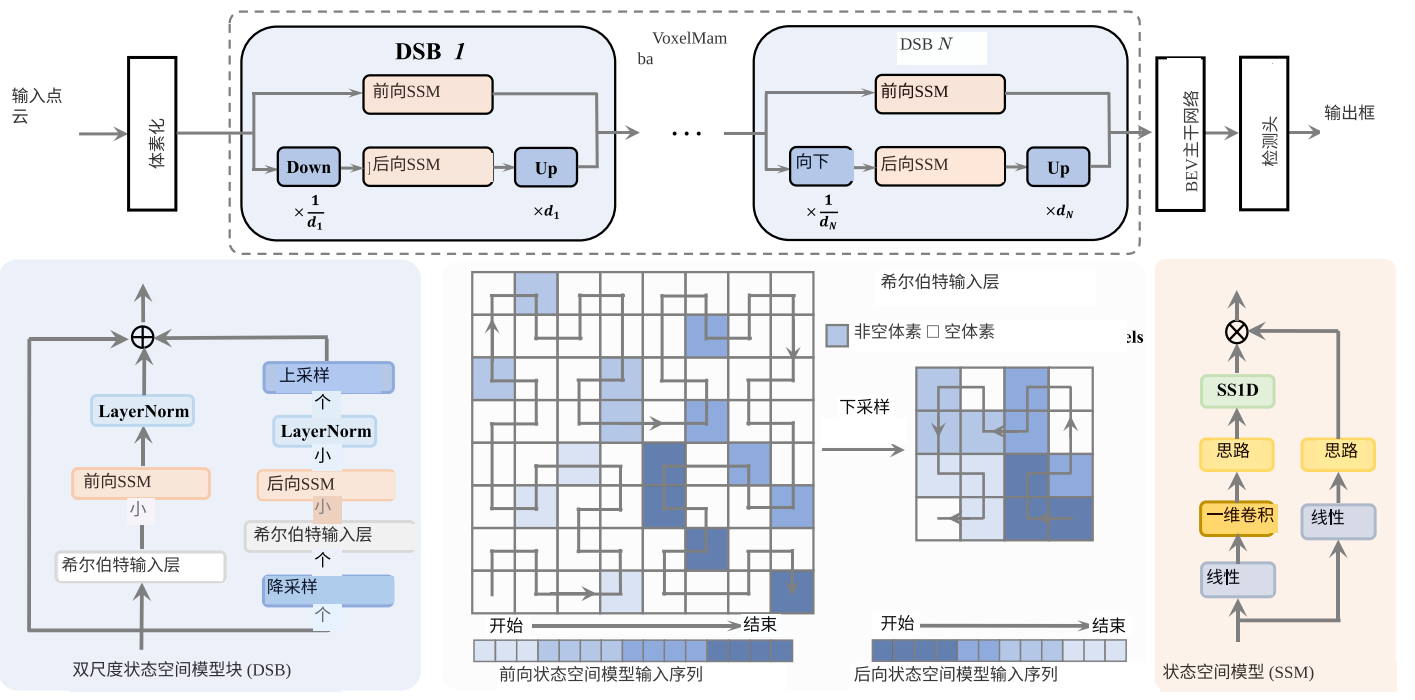 VoxelMam
ba
DSB 1
DSB N
输入点
云
体素化
前向SSM
Down
后向SSM
Up
× 1/d₁
×d₁
...
前向SSM
向下
后向SSM
Up
× 1/d_N
×d_N
BEV主干网络
检测头
输出框
上采样
个
LayerNorm
LayerNorm
小
前向SSM
后向SSM
小
小
希尔伯特输入层
希尔伯特输入层
个
降采样
个
双尺度状态空间模型块 (DSB)
希尔伯特输入层
非空体素 □ 空体素
els
下采样
开始
结束
前向状态空间模型输入序列
开始
结束
后向状态空间模型输入序列
SS1D
思路
思路
一维卷积
线性
线性
状态空间模型 (SSM)